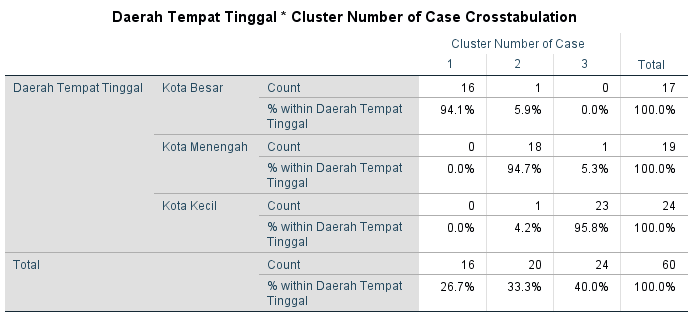 Daerah Tempat Tinggal * Cluster Number of Case Crosstabulation
Cluster Number of Case
1 2 3 Total
Daerah Tempat Tinggal Kota Besar Count 16 1 0 17
% within Daerah Tempat Tinggal 94.1% 5.9% 0.0% 100.0%
Kota Menengah Count 0 18 1 19
% within Daerah Tempat Tinggal 0.0% 94.7% 5.3% 100.0%
Kota Kecil Count 0 1 23 24
% within Daerah Tempat Tinggal 0.0% 4.2% 95.8% 100.0%
Total Count 16 20 24 60
% within Daerah Tempat Tinggal 26.7% 33.3% 40.0% 100.0%